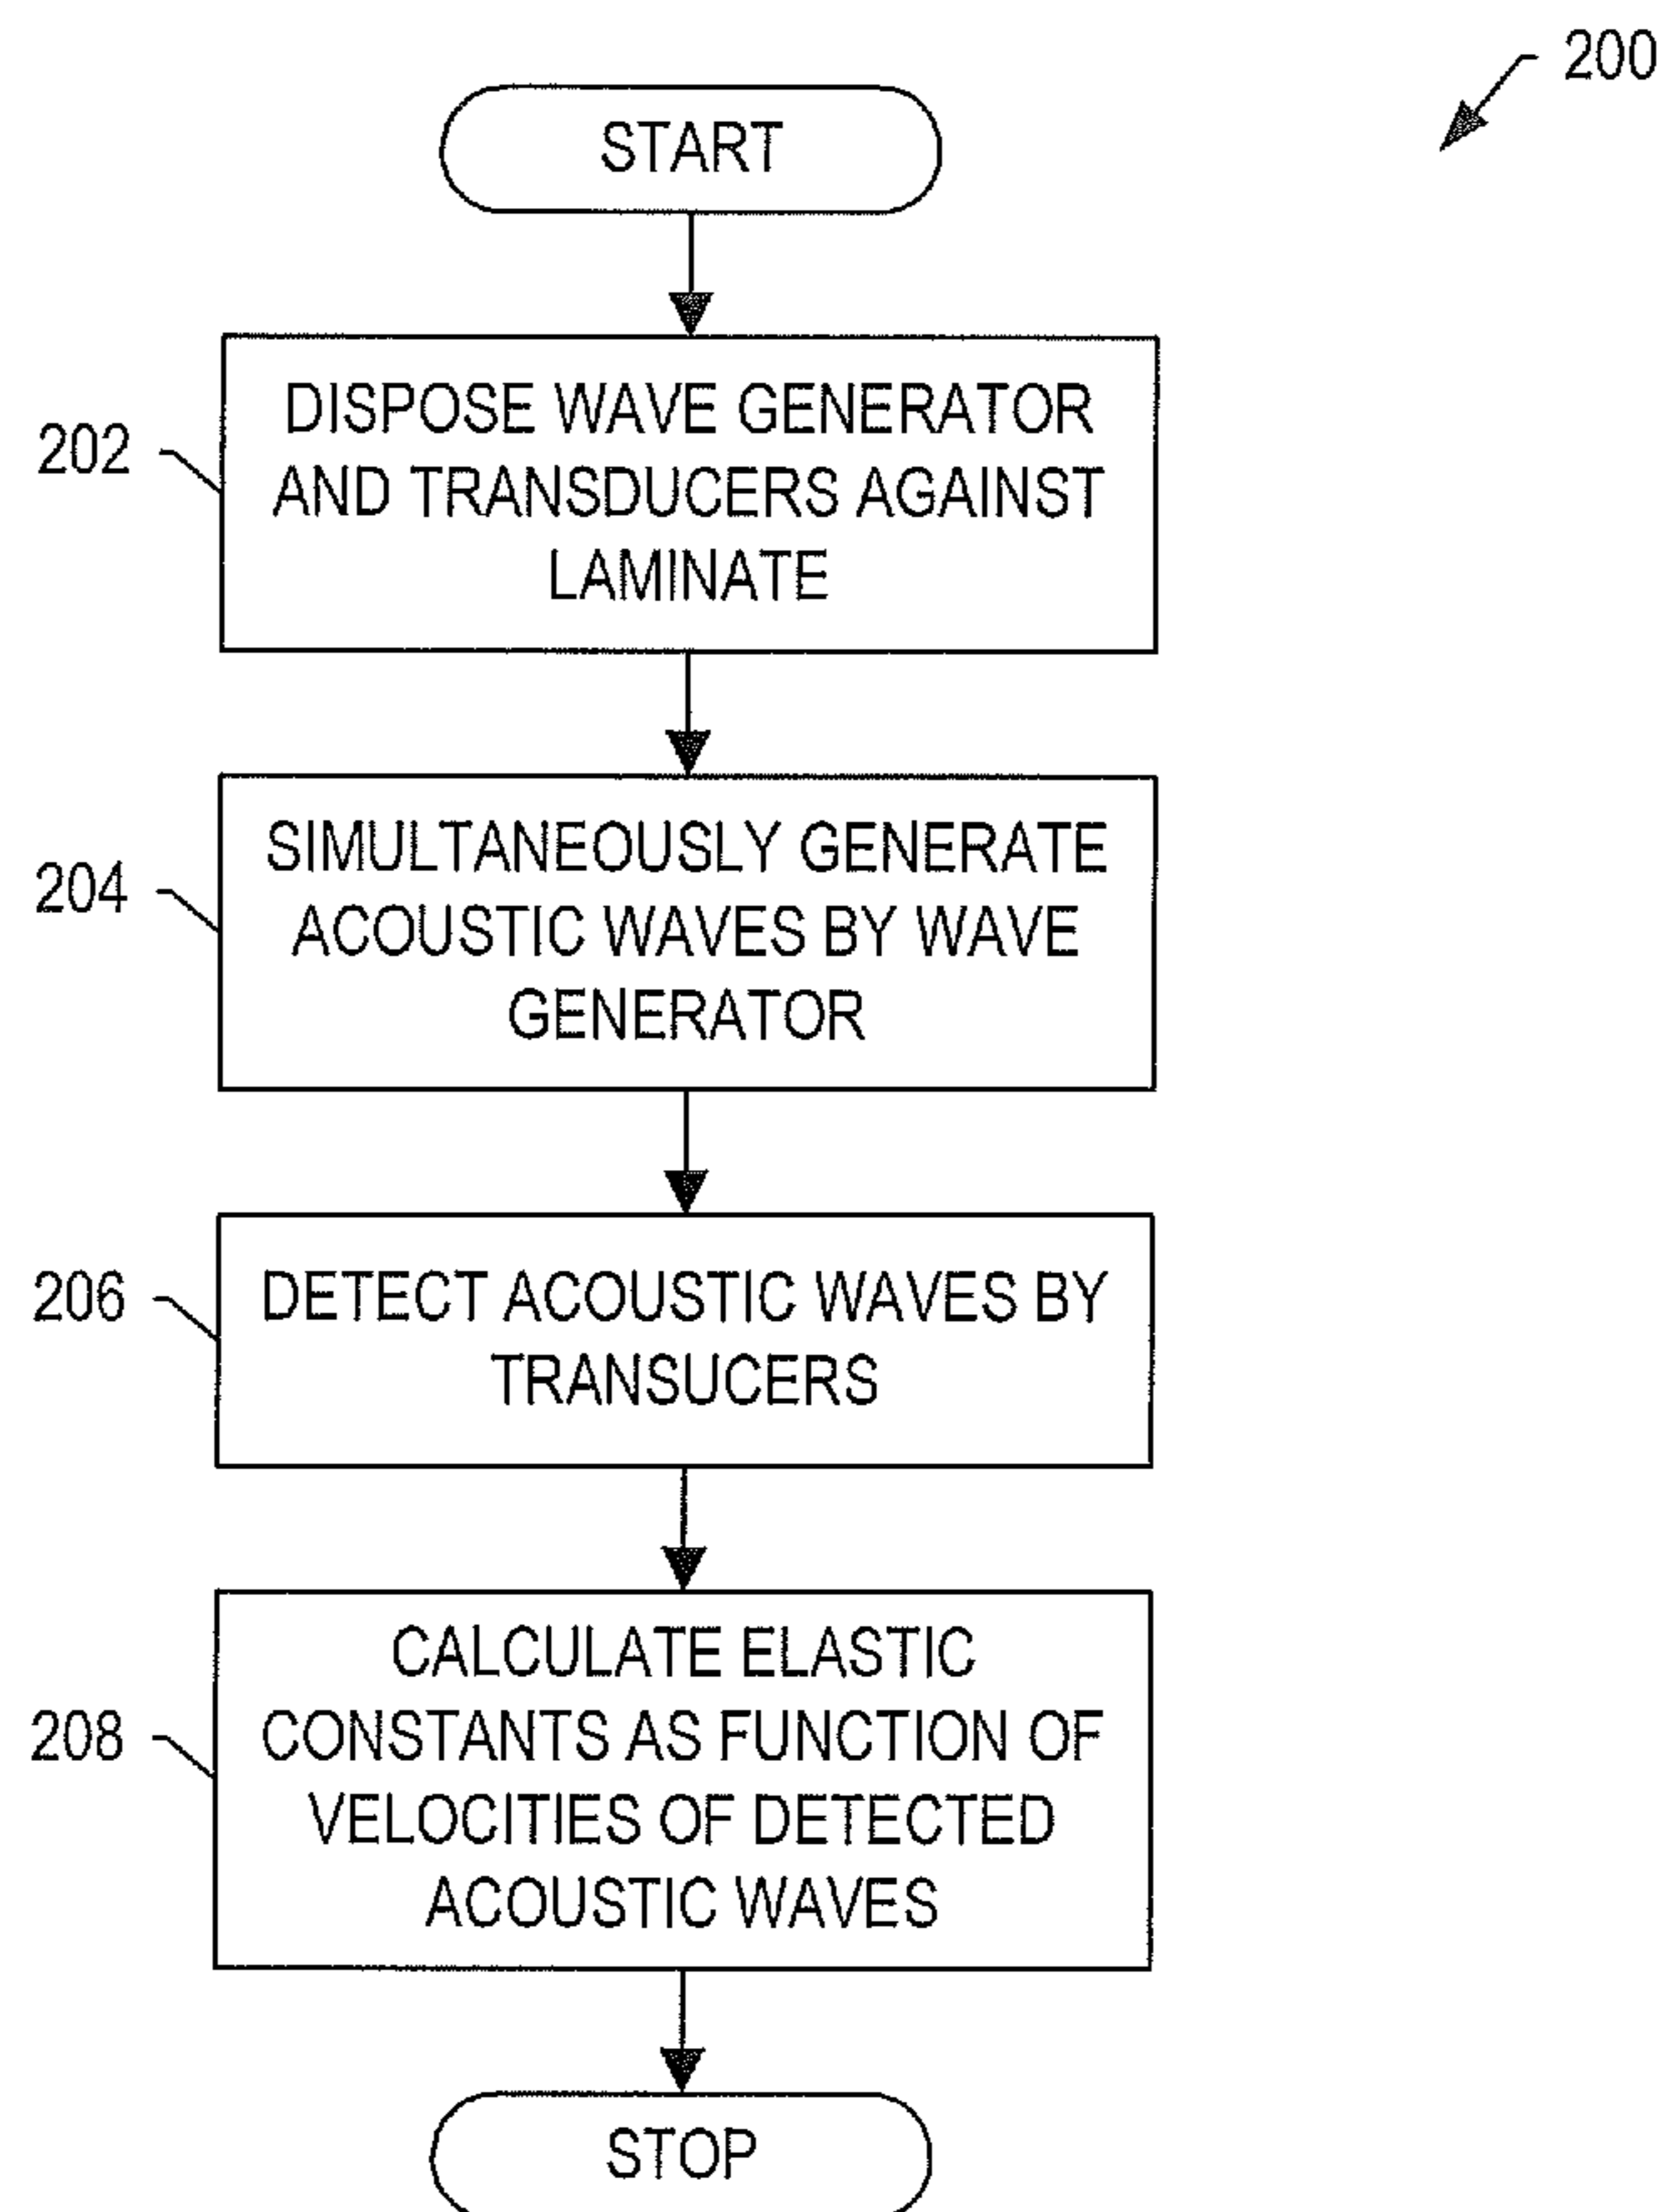 200
START
202
DISPOSE WAVE GENERATOR
AND TRANSDUCERS AGAINST
LAMINATE
204
SIMULTANEOUSLY GENERATE
ACOUSTIC WAVES BY WAVE
GENERATOR
206
DETECT ACOUSTIC WAVES BY
TRANSUCERS
208
CALCULATE ELASTIC
CONSTANTS AS FUNCTION OF
VELOCITIES OF DETECTED
ACOUSTIC WAVES
STOP